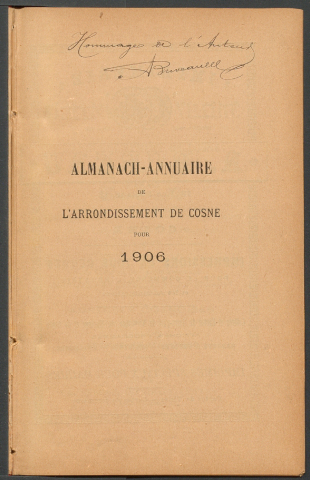 Hommage de l'Auteur
ALMANACH-ANNUAIRE
DE
L'ARRONDISSEMENT DE COSNE
POUR
1906